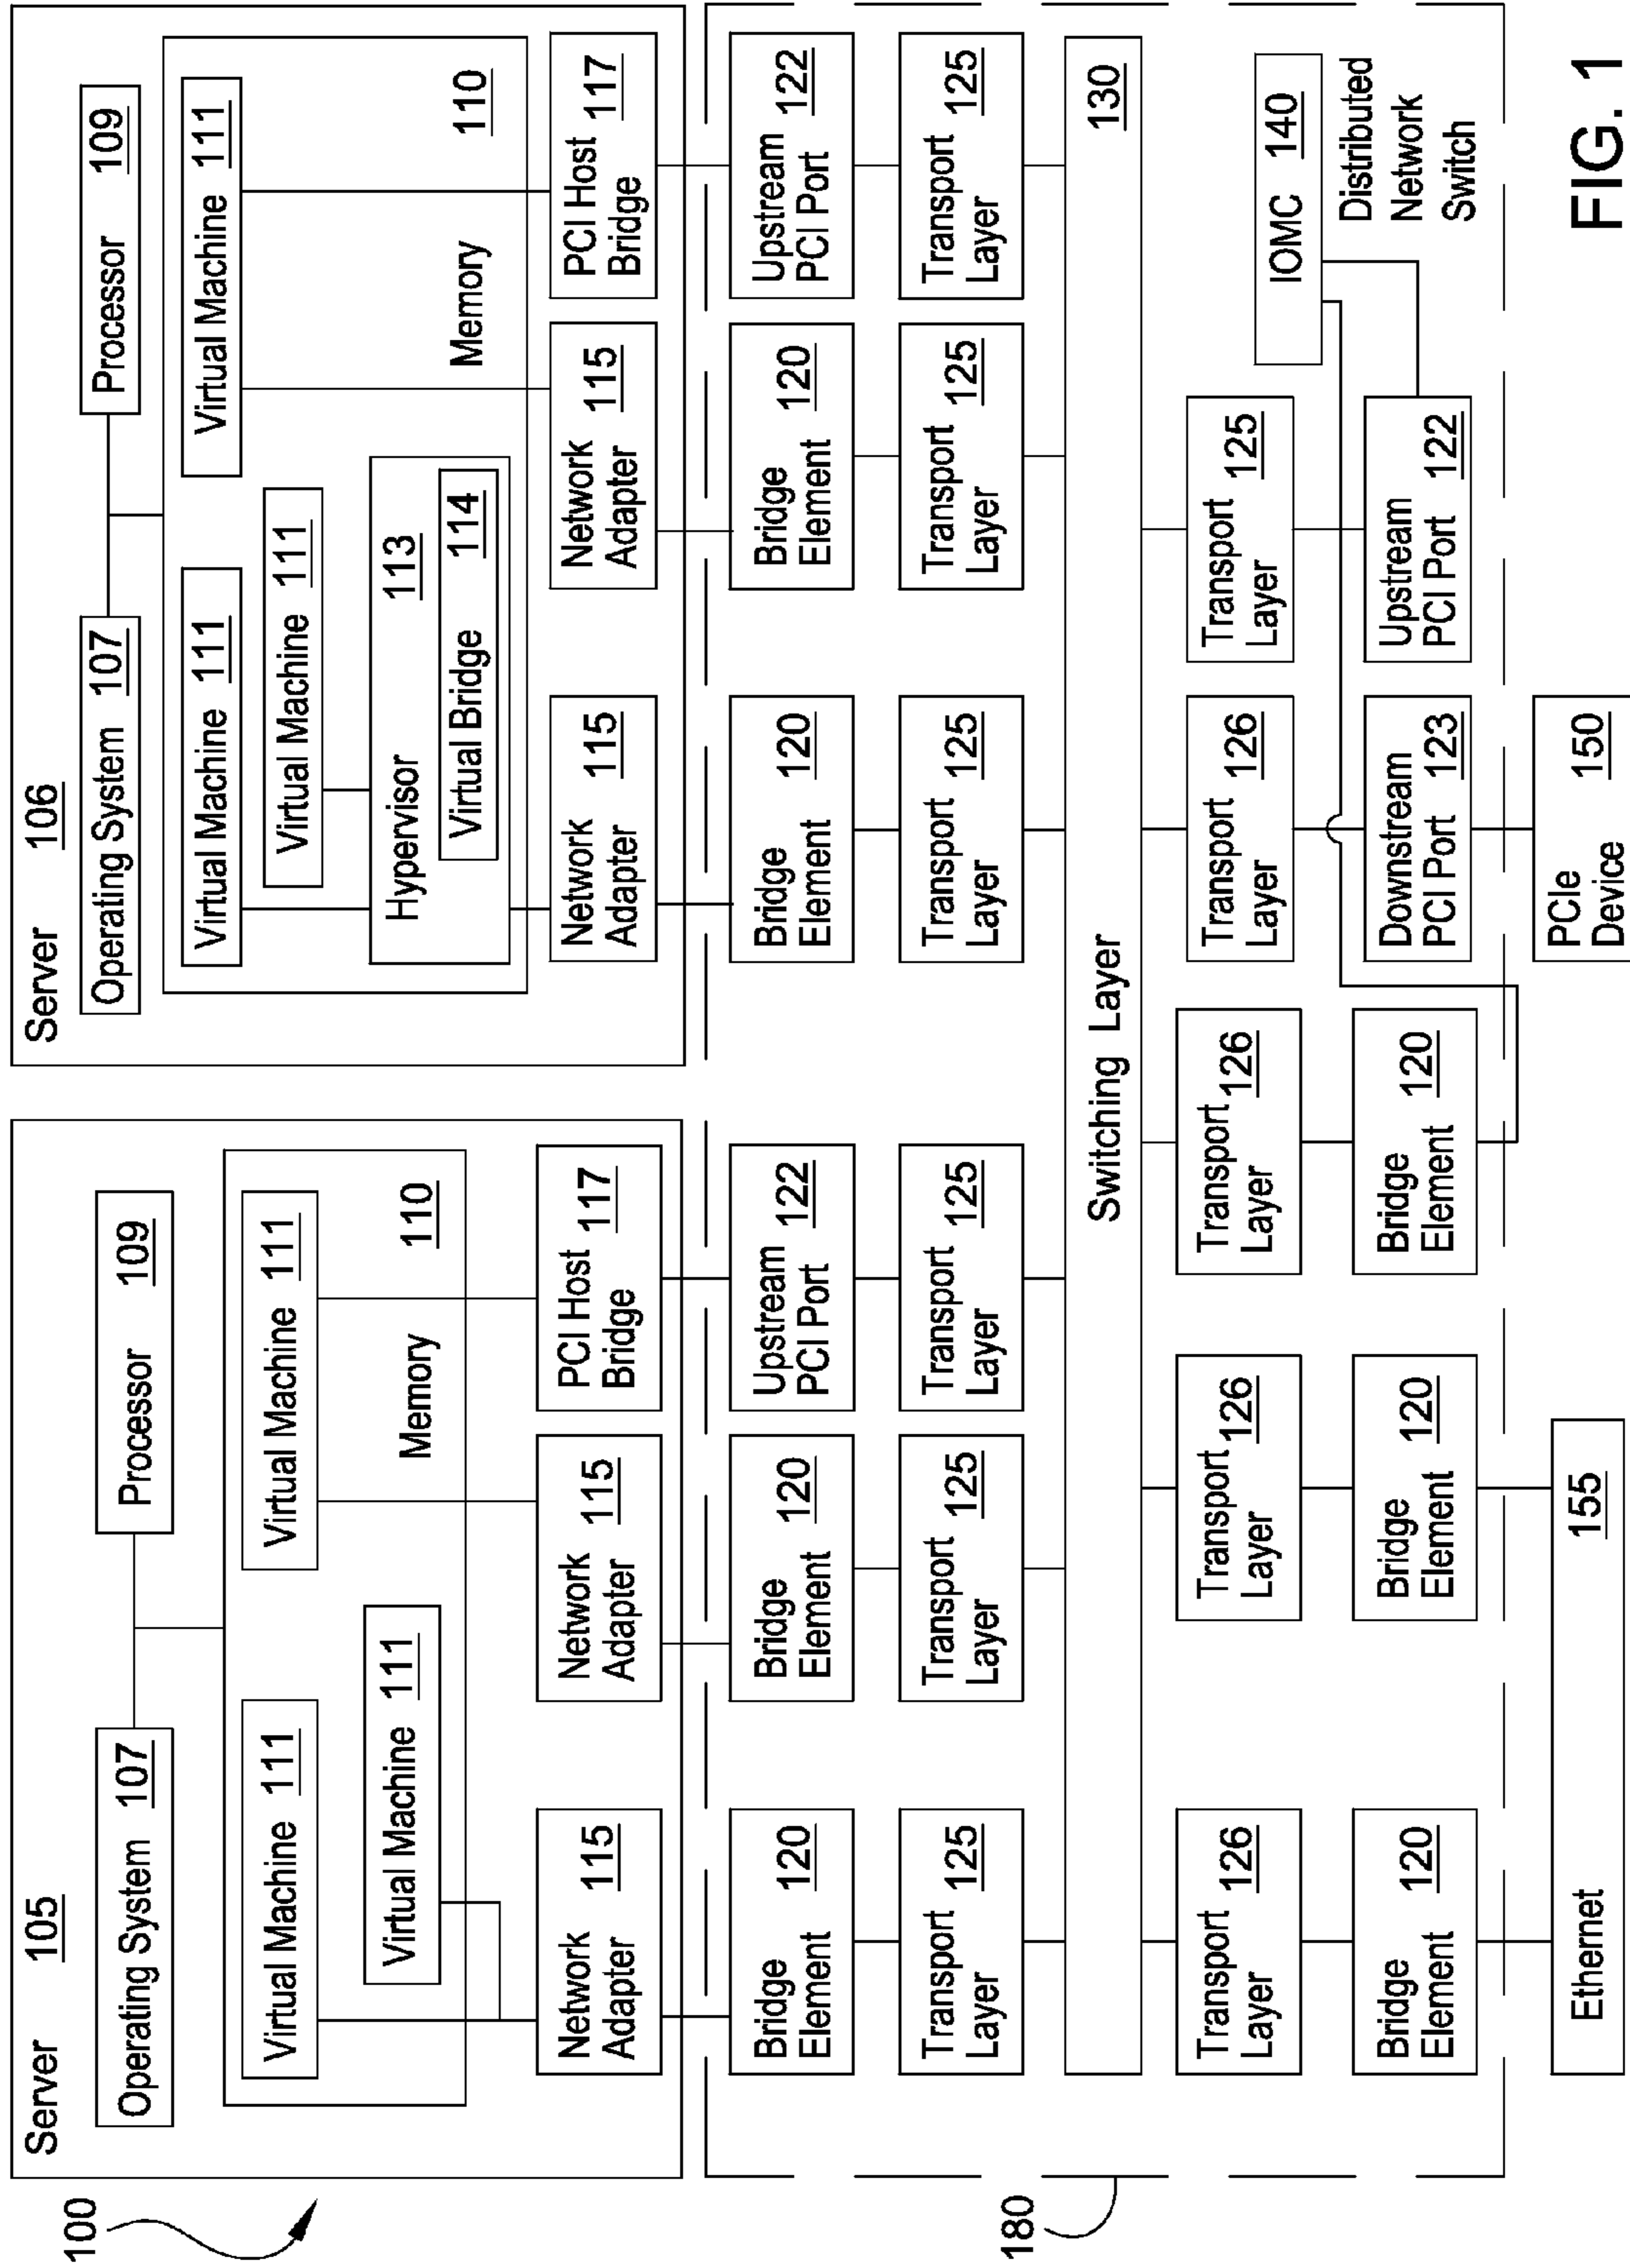 100
Server 105
Operating System 107
Processor 109
Virtual Machine 111
Virtual Machine 111
Virtual Machine 111
Memory
110
Network
Adapter 115
Network
Adapter 115
PCI Host
Bridge 117
Server 106
Operating System 107
Processor 109
Virtual Machine 111
Virtual Machine 111
Virtual Machine 111
Hypervisor 113
Virtual Bridge 114
Memory
110
Network
Adapter 115
Network
Adapter 115
PCI Host
Bridge 117
180
Bridge
Element 120
Bridge
Element 120
Upstream
PCI Port 122
Bridge
Element 120
Bridge
Element 120
Upstream
PCI Port 122
Transport
Layer 125
Transport
Layer 125
Transport
Layer 125
Transport
Layer 125
Transport
Layer 125
Transport
Layer 125
Switching Layer 130
Transport
Layer 126
Transport
Layer 126
Transport
Layer 126
Transport
Layer 126
Transport
Layer 125
IOMC 140
Distributed
Network
Switch
Bridge
Element 120
Bridge
Element 120
Bridge
Element 120
Downstream
PCI Port 123
Upstream
PCI Port 122
Ethernet 155
PCIe
Device 150
FIG. 1